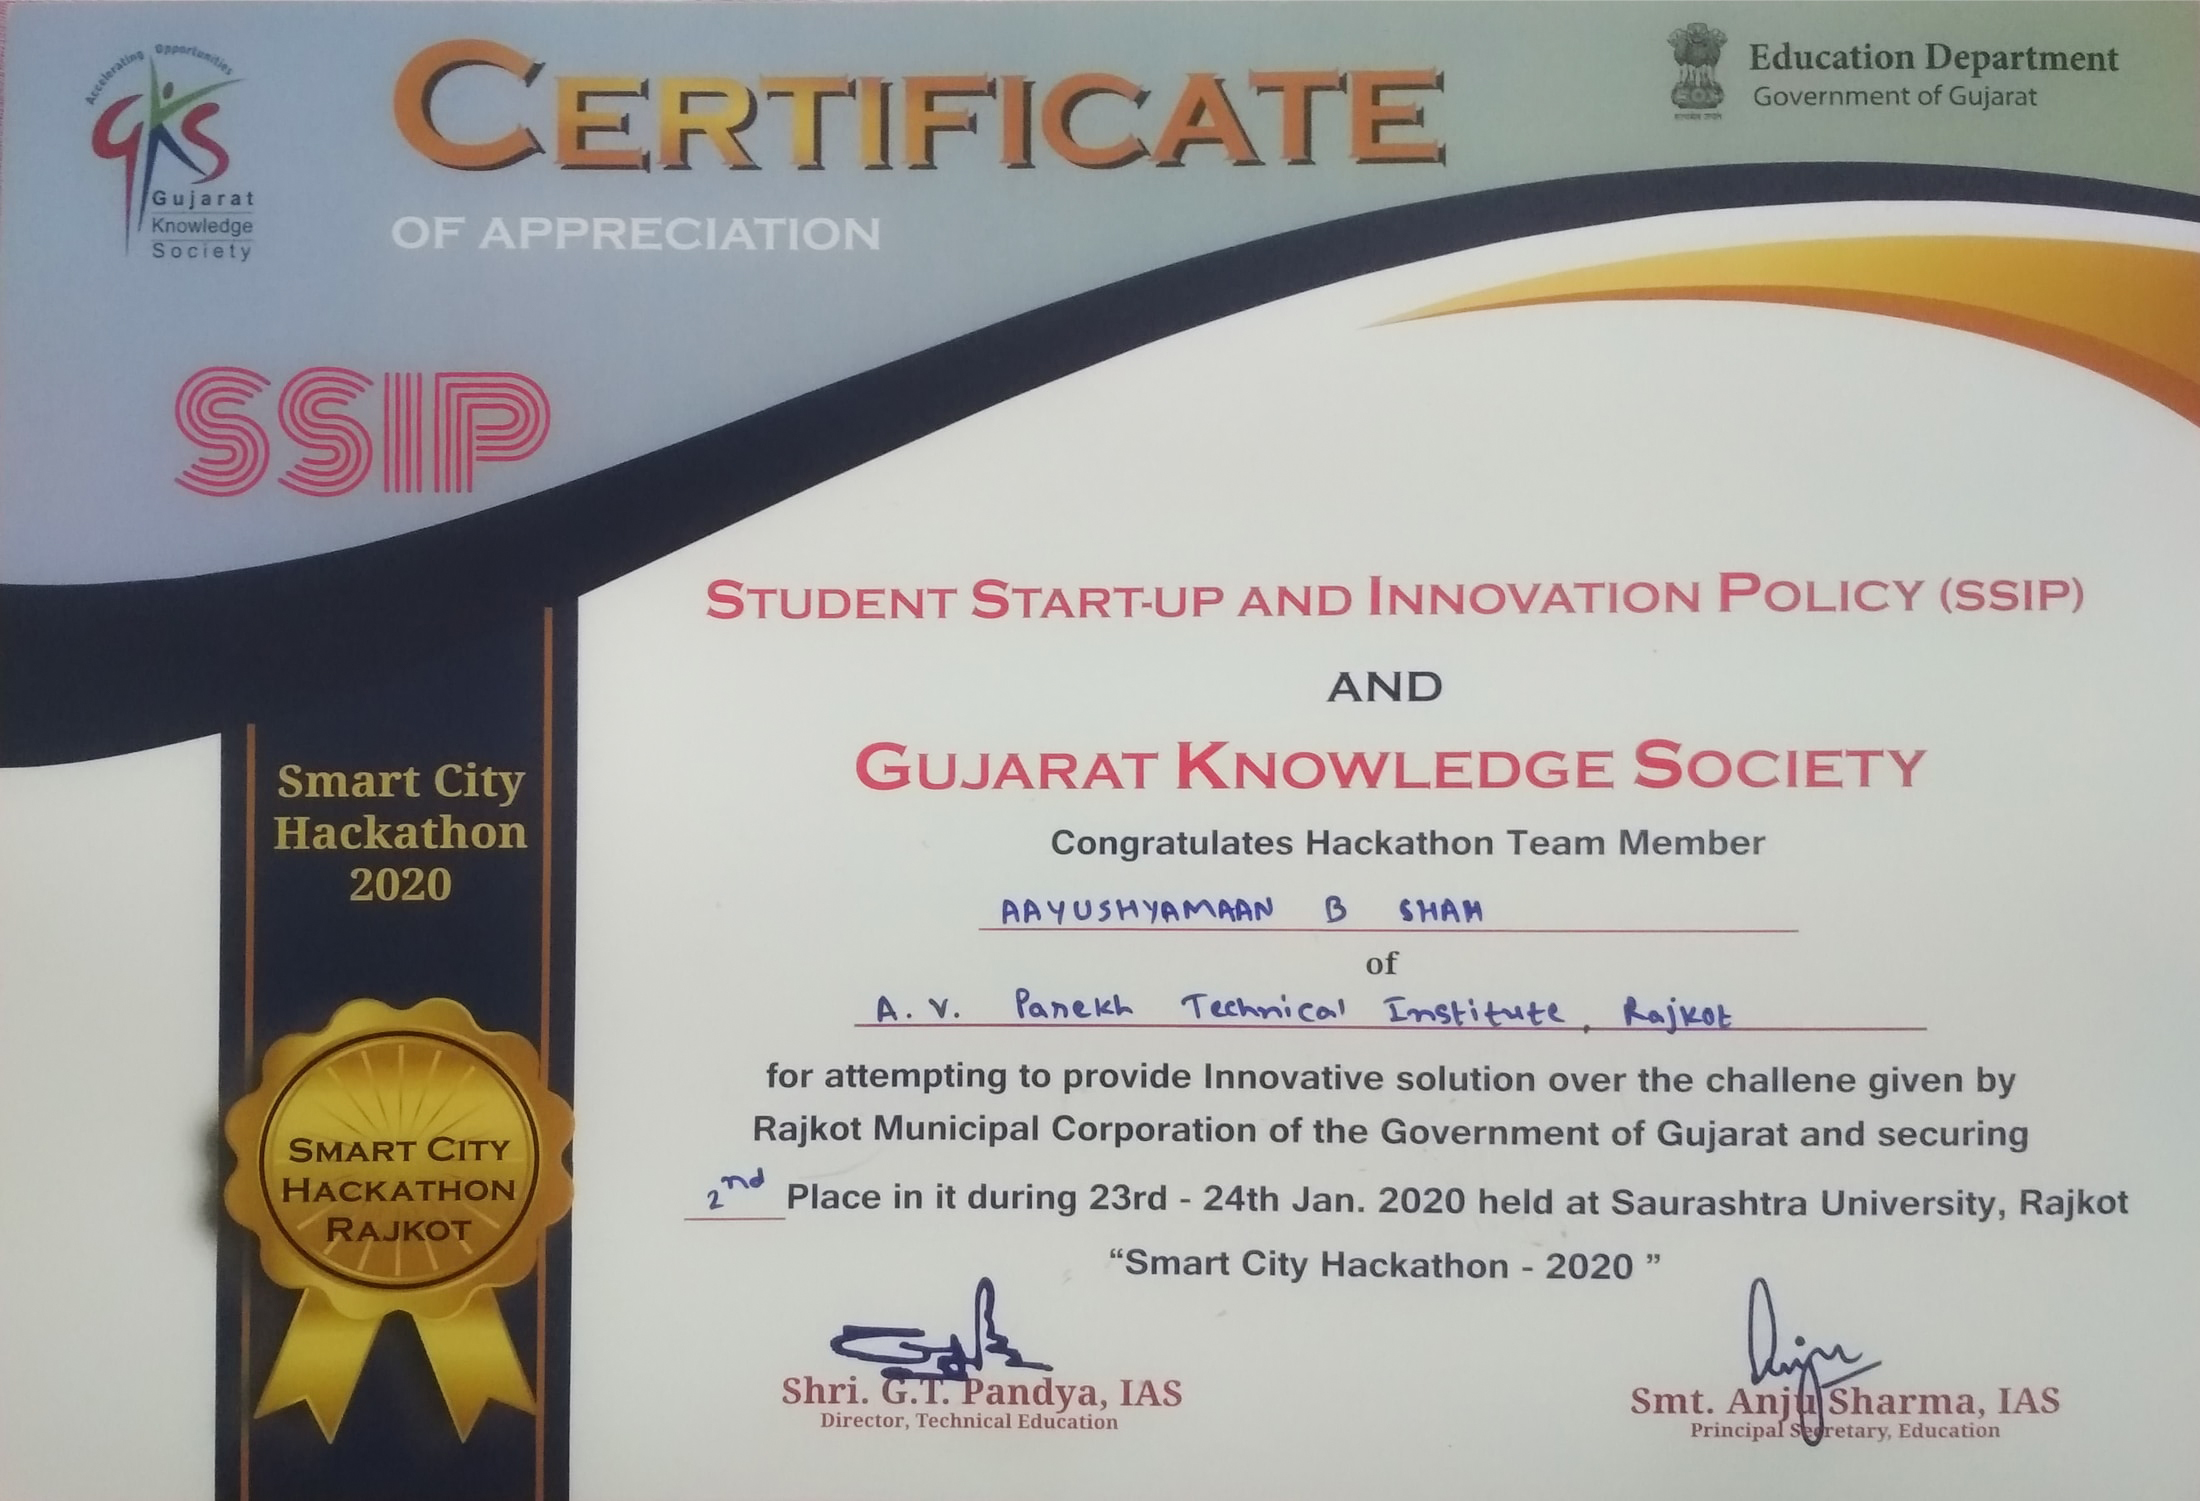 Accelerating Opportunities
GKS
Gujarat
Knowledge
Society
CERTIFICATE
OF APPRECIATION
Education Department
Government of Gujarat
SSIP
STUDENT START-UP AND INNOVATION POLICY (SSIP)
AND
GUJARAT KNOWLEDGE SOCIETY
Congratulates Hackathon Team Member
AAYUSHYAMAAN B SHAH
of
A. V. Parekh Technical Institute, Rajkot
for attempting to provide Innovative solution over the challene given by
Rajkot Municipal Corporation of the Government of Gujarat and securing
2nd Place in it during 23rd - 24th Jan. 2020 held at Saurashtra University, Rajkot
“Smart City Hackathon - 2020 ”
Smart City
Hackathon
2020
SMART CITY
HACKATHON
RAJKOT
Shri. G.T. Pandya, IAS
Director, Technical Education
Smt. Anju Sharma, IAS
Principal Secretary, Education